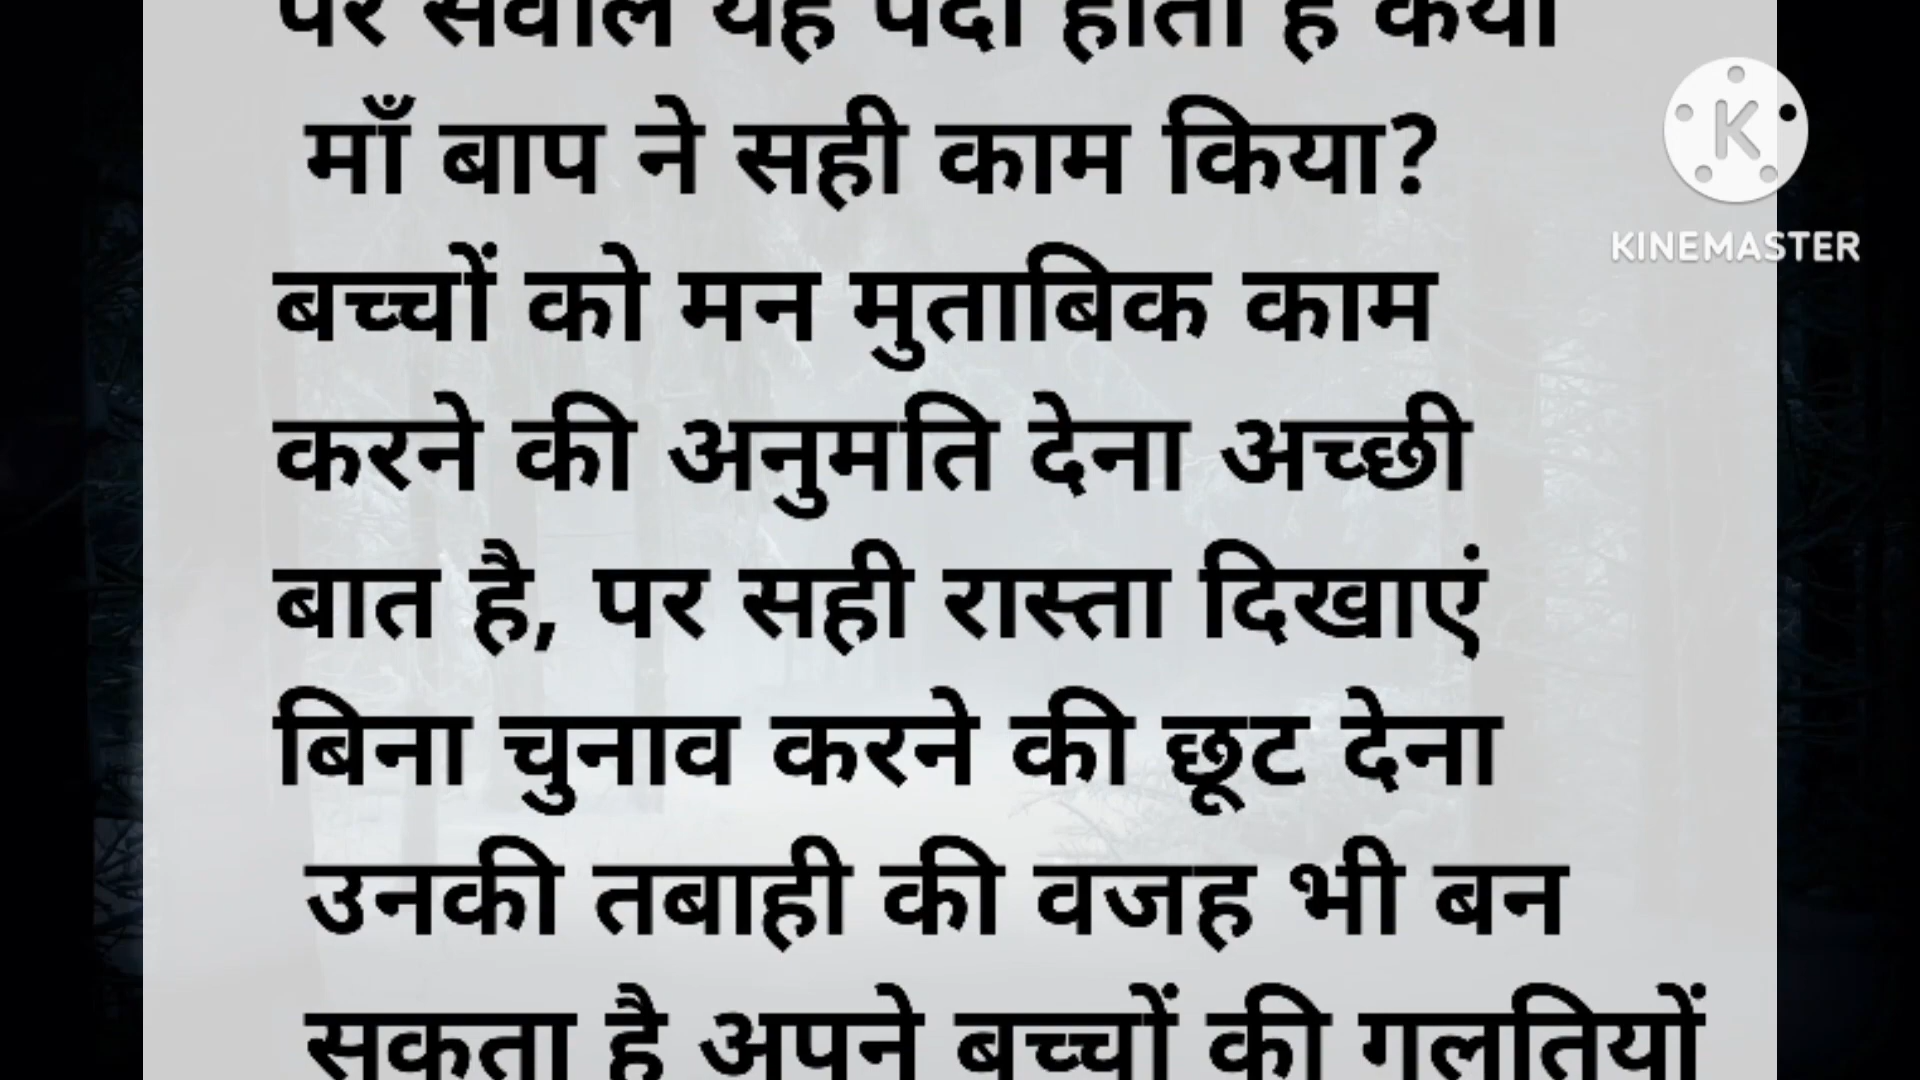 पर सवाल यह पैदा होता है क्या
माँ बाप ने सही काम किया?
बच्चों को मन मुताबिक काम
करने की अनुमति देना अच्छी
बात है, पर सही रास्ता दिखाएं
बिना चुनाव करने की छूट देना
उनकी तबाही की वजह भी बन
सकता है अपने बच्चों की गलतियों
K
KINEMASTER